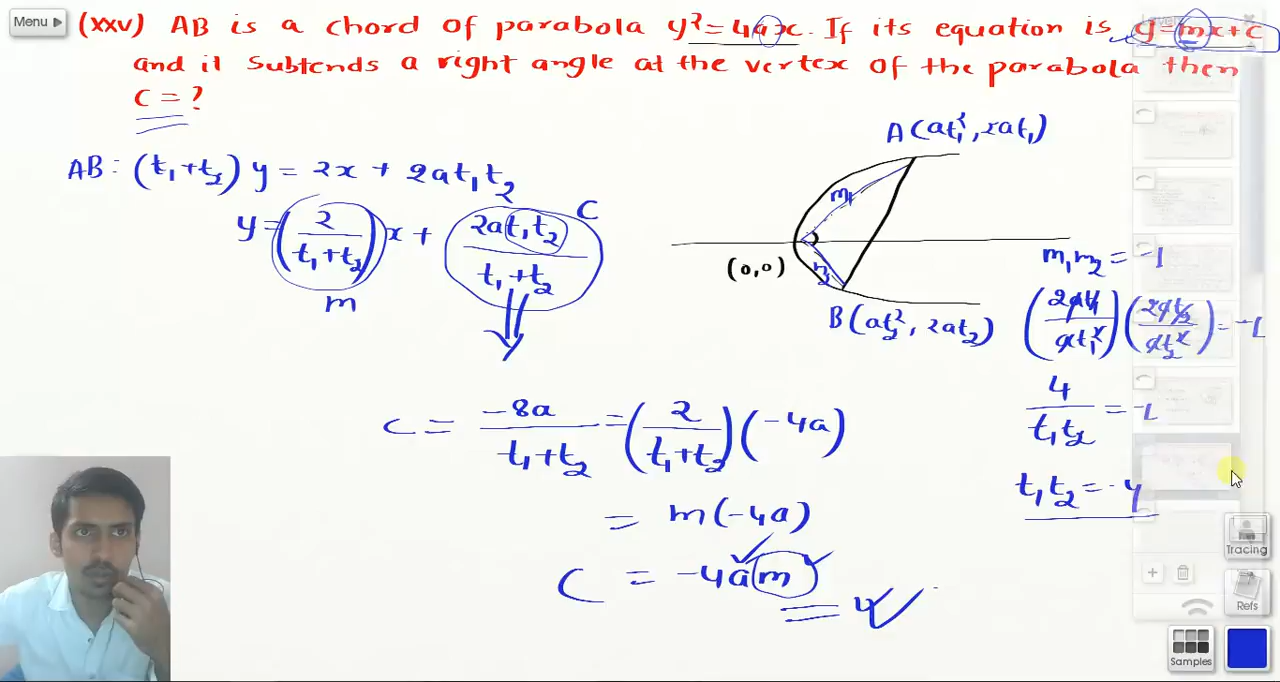 Menu
(xxv) AB is a chord of parabola y² = 4ax. If its equation is y = mx + c
and it subtends a right angle at the vertex of the parabola then
c = ?
AB: (t₁+t₂) y = 2x + 2at₁t₂
y = (2/(t₁+t₂)) x + 2at₁t₂/(t₁+t₂)
C
m
A(at₁², 2at₁)
m₁
(0,0)
m₂
B(at₂², 2at₂)
m₁m₂ = -1
(2at₁/at₁²)(2at₂/at₂²) = -1
4/(t₁t₂) = -1
t₁t₂ = -4
C = -8a/(t₁+t₂) = (2/(t₁+t₂))(-4a)
= m(-4a)
C = -4am
Tracing
Refs
Samples